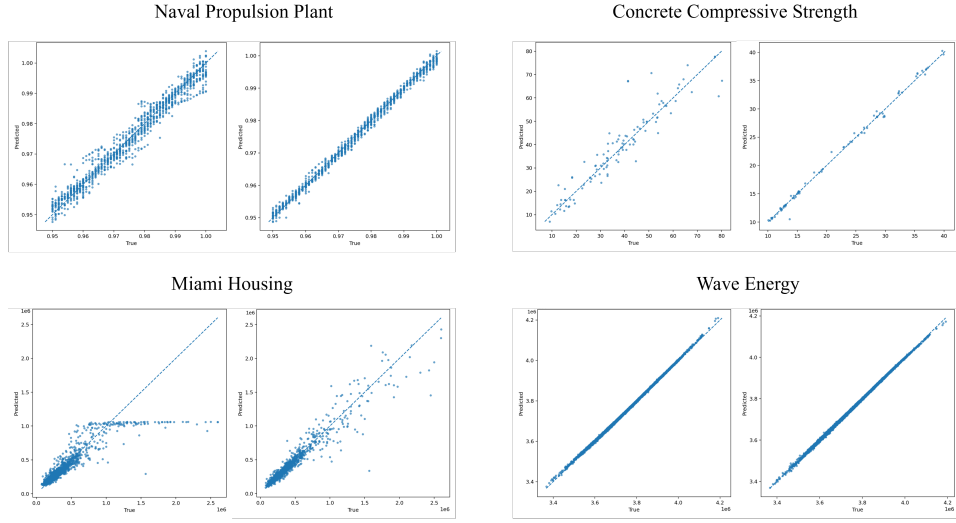 Naval Propulsion Plant
Concrete Compressive Strength
1.00
0.99
0.98
0.97
0.96
0.95
Predicted
0.95 0.96 0.97 0.98 0.99 1.00
True
1.00
0.99
0.98
0.97
0.96
0.95
Predicted
0.95 0.96 0.97 0.98 0.99 1.00
True
80
70
60
50
40
30
20
10
Predicted
10 20 30 40 50 60 70 80
True
40
35
30
25
20
15
10
Predicted
10 15 20 25 30 35 40
True
Miami Housing
Wave Energy
1e6
2.5
2.0
1.5
1.0
0.5
0.0
Predicted
0.0 0.5 1.0 1.5 2.0 2.5
True
1e6
1e6
2.5
2.0
1.5
1.0
0.5
0.0
Predicted
0.0 0.5 1.0 1.5 2.0 2.5
True
1e6
1e6
4.2
4.0
3.8
3.6
3.4
Predicted
3.4 3.6 3.8 4.0 4.2
True
1e6
1e6
4.2
4.0
3.8
3.6
3.4
Predicted
3.4 3.6 3.8 4.0 4.2
True
1e6